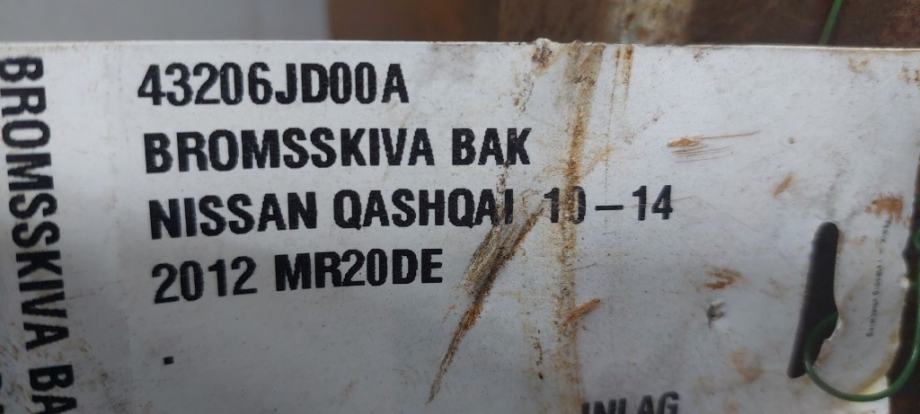 43206JD00A
BROMSSKIVA BAK
NISSAN QASHQAI 10-14
2012 MR20DE
.
BROMSSKIVA BA
INLAG